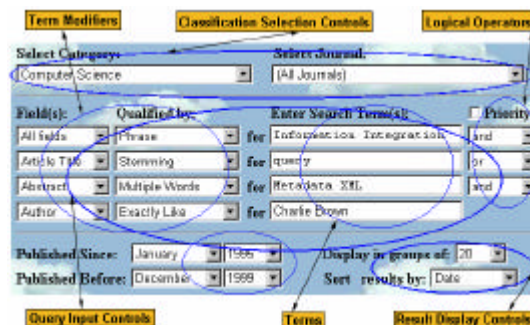 Term Modifiers Classification Selection Controls Logical Operators
Select Category: Select Journal:
Computer Science (All Journals)
Field(s): Qualified by: Enter Search Term(s): Priority
All fields Phrase for Information Integration and
Article Title Stemming for query or
Abstract Multiple Words for Metadata XML and
Author Exactly Like for Charlie Brown
Published Since: January 1995 Display in groups of: 20
Published Before: December 1999 Sort results by: Date
Query Input Controls Terms Result Display Controls